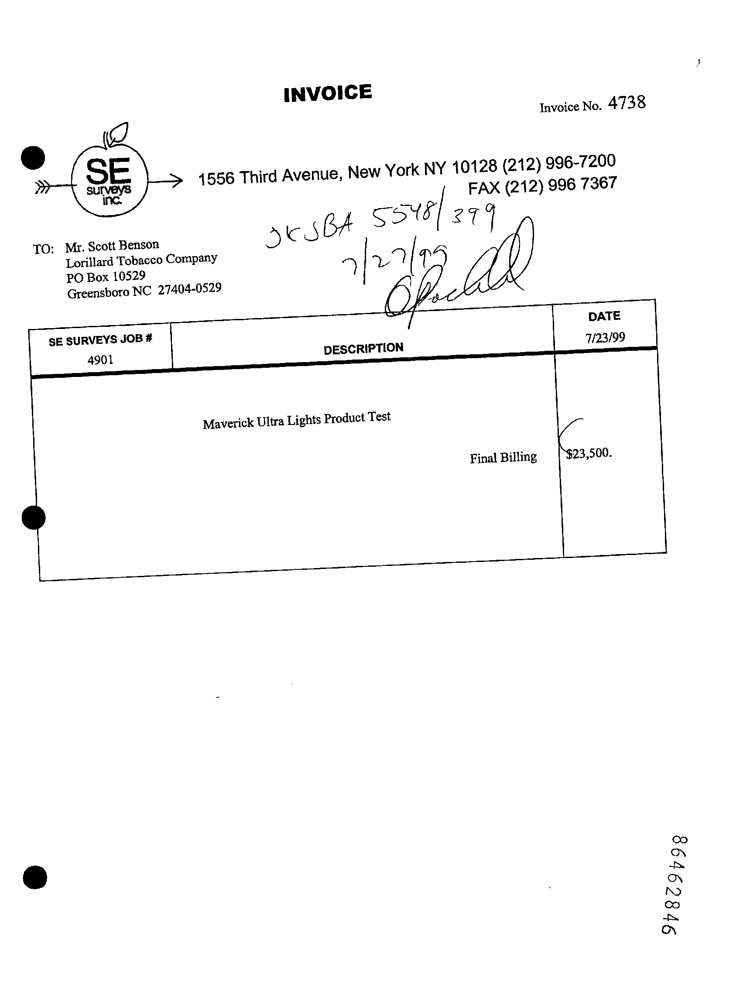 INVOICE
Invoice No. 4738
SE
surveys
inc.
1556 Third Avenue, New York NY 10128 (212) 996-7200
FAX (212) 996 7367
5548/399
7/27/99
TO: Mr. Scott Benson
Lorillard Tobacco Company
PO Box 10529
Greensboro NC 27404-0529
SE SURVEYS JOB #
4901
DESCRIPTION
DATE
7/23/99
Maverick Ultra Lights Product Test
Final Billing $23,500.
86462846